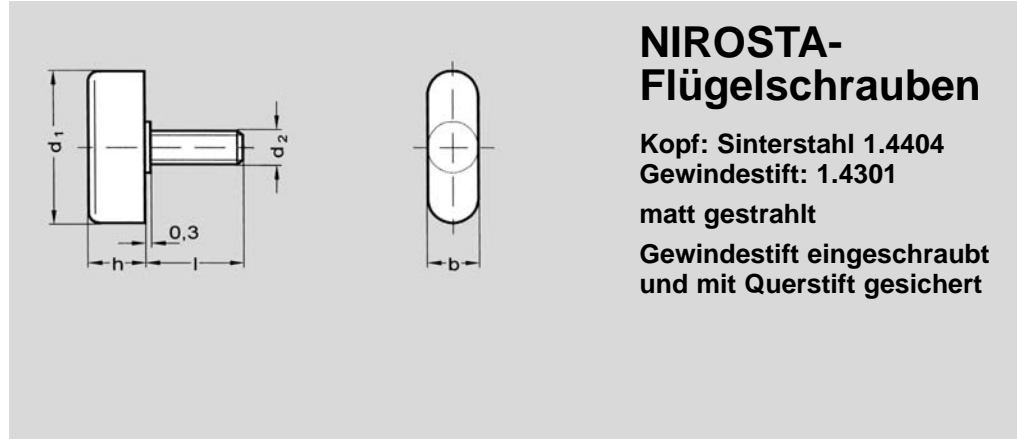 NIROSTA-
Flügelschrauben
Kopf: Sinterstahl 1.4404
Gewindestift: 1.4301
matt gestrahlt
Gewindestift eingeschraubt
und mit Querstift gesichert
d1
d2
0,3
h
l
b